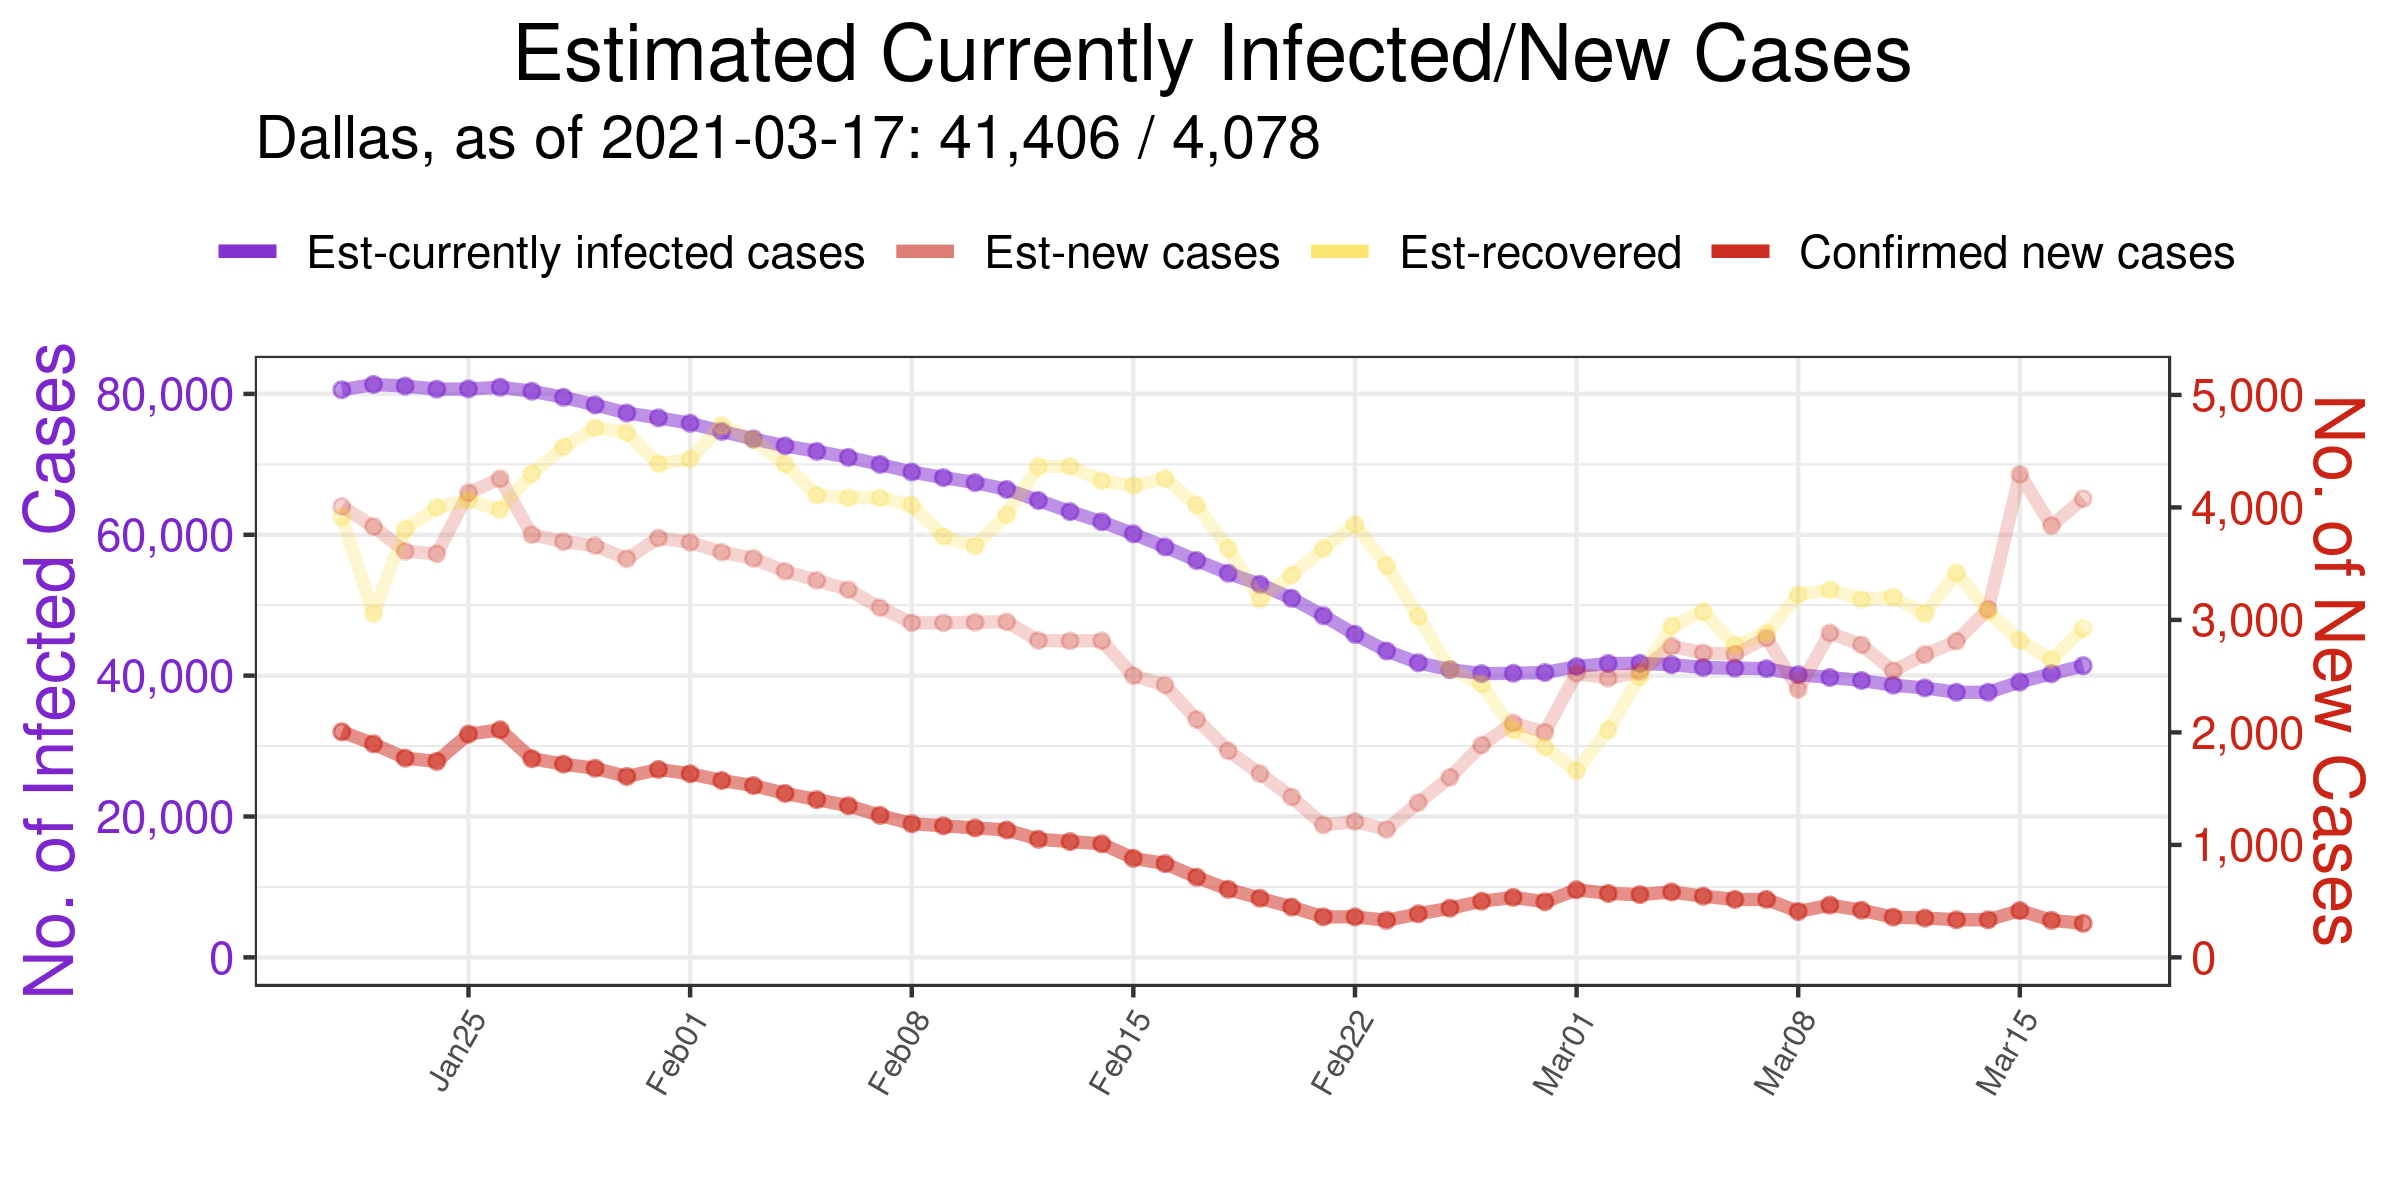 Estimated Currently Infected/New Cases
Dallas, as of 2021-03-17: 41,406 / 4,078
Est-currently infected cases Est-new cases Est-recovered Confirmed new cases
No. of Infected Cases
80,000
60,000
40,000
20,000
0
5,000
4,000
3,000
2,000
1,000
0
No. of New Cases
Jan25 Feb01 Feb08 Feb15 Feb22 Mar01 Mar08 Mar15